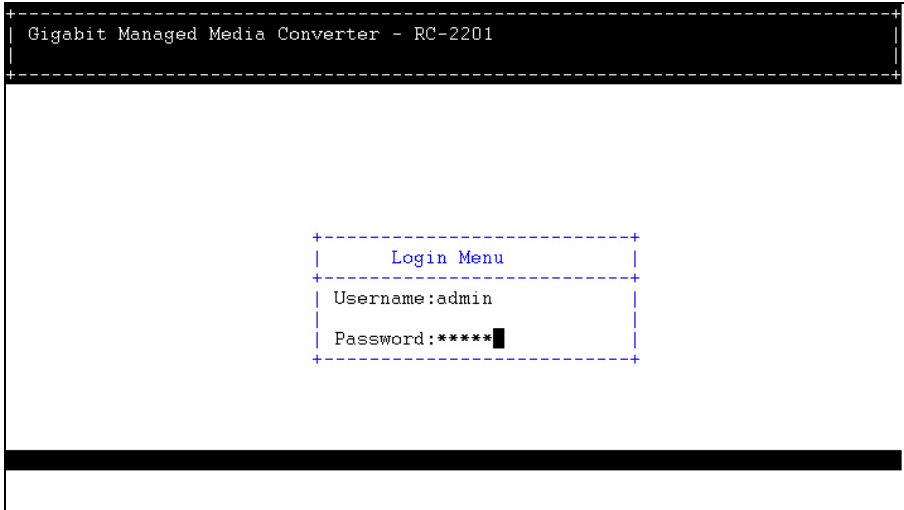 Gigabit Managed Media Converter - RC-2201
Login Menu
Username:admin
Password:*****